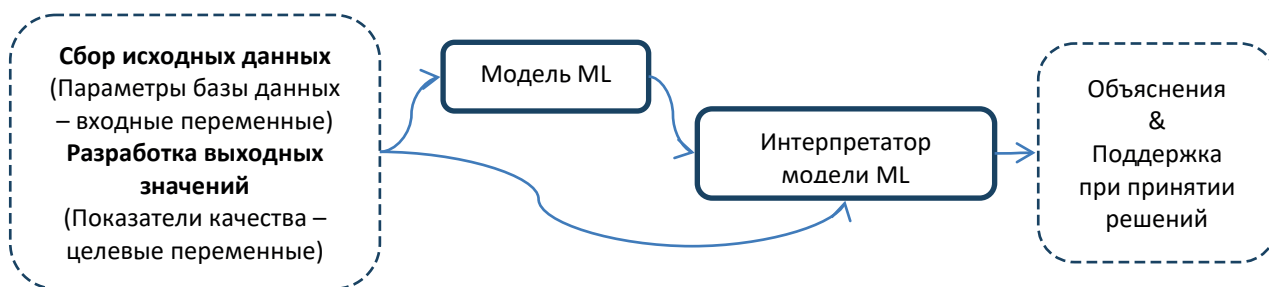 Сбор исходных данных
(Параметры базы данных
– входные переменные)
Разработка выходных
значений
(Показатели качества –
целевые переменные)
Модель ML
Интерпретатор
модели ML
Объяснения
&
Поддержка
при принятии
решений